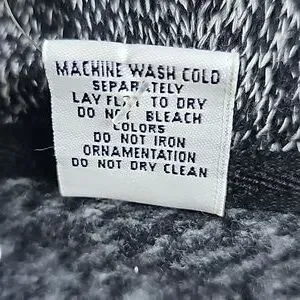 MACHINE WASH COLD
SEPARATELY
LAY FLAT TO DRY
DO NOT BLEACH
COLORS
DO NOT IRON
ORNAMENTATION
DO NOT DRY CLEAN